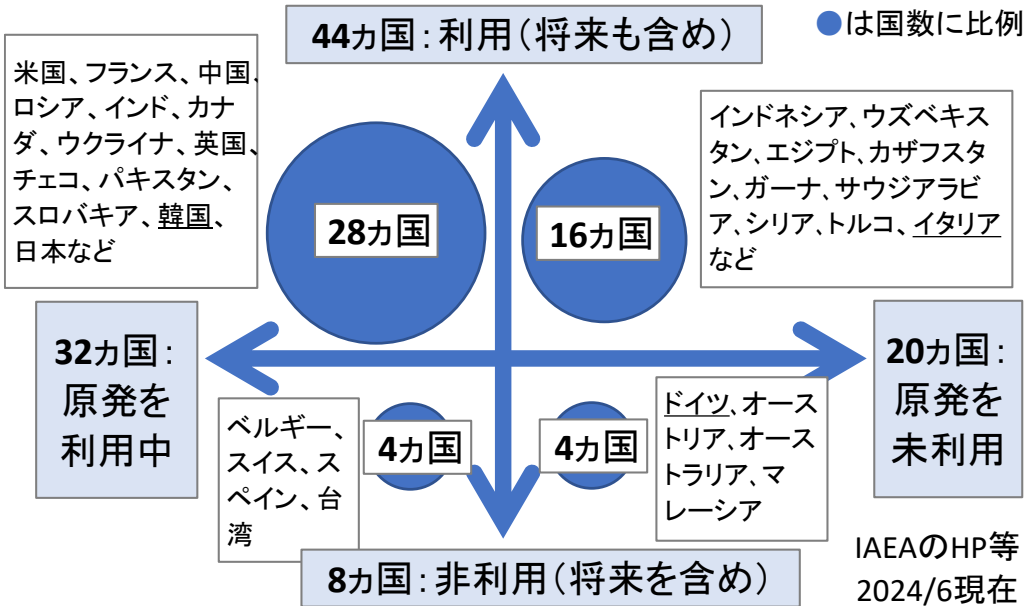 44カ国：利用（将来も含め）
●は国数に比例
米国、フランス、中国、
ロシア、インド、カナ
ダ、ウクライナ、英国、
チェコ、パキスタン、
スロバキア、韓国、
日本など
28カ国
16カ国
インドネシア、ウズベキス
タン、エジプト、カザフスタ
ン、ガーナ、サウジアラビ
ア、シリア、トルコ、イタリア
など
32カ国：
原発を
利用中
20カ国：
原発を
未利用
ベルギー、
スイス、ス
ペイン、台
湾
4カ国
4カ国
ドイツ、オース
トリア、オース
トラリア、マ
レーシア
8カ国：非利用（将来を含め）
IAEAのHP等
2024/6現在